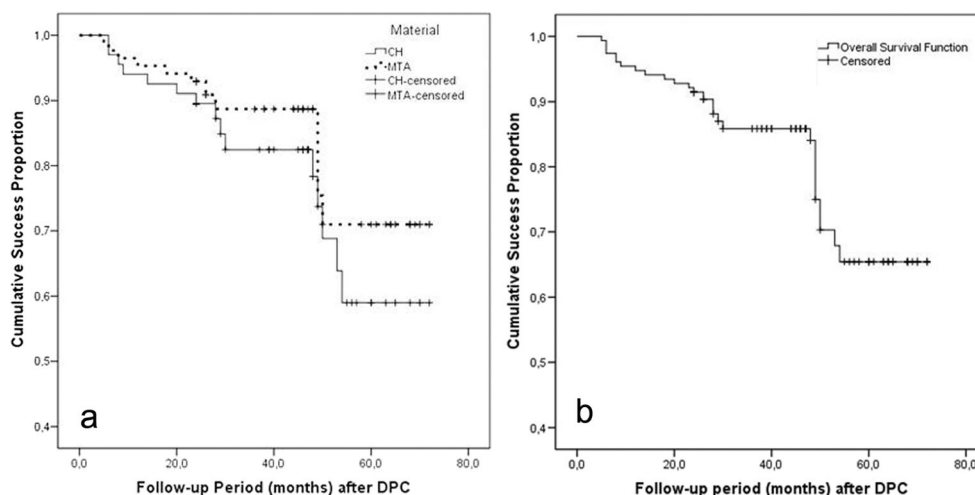 Material
CH
MTA
CH-censored
MTA-censored
1,0
0,9
0,8
0,7
0,6
0,5
0,4
Cumulative Success Proportion
0,0
20,0
40,0
60,0
80,0
Follow-up Period (months) after DPC
a
Overall Survival Function
Censored
1,0
0,9
0,8
0,7
0,6
0,5
0,4
Cumulative Success Proportion
0,0
20,0
40,0
60,0
80,0
Follow-up period (months) after DPC
b